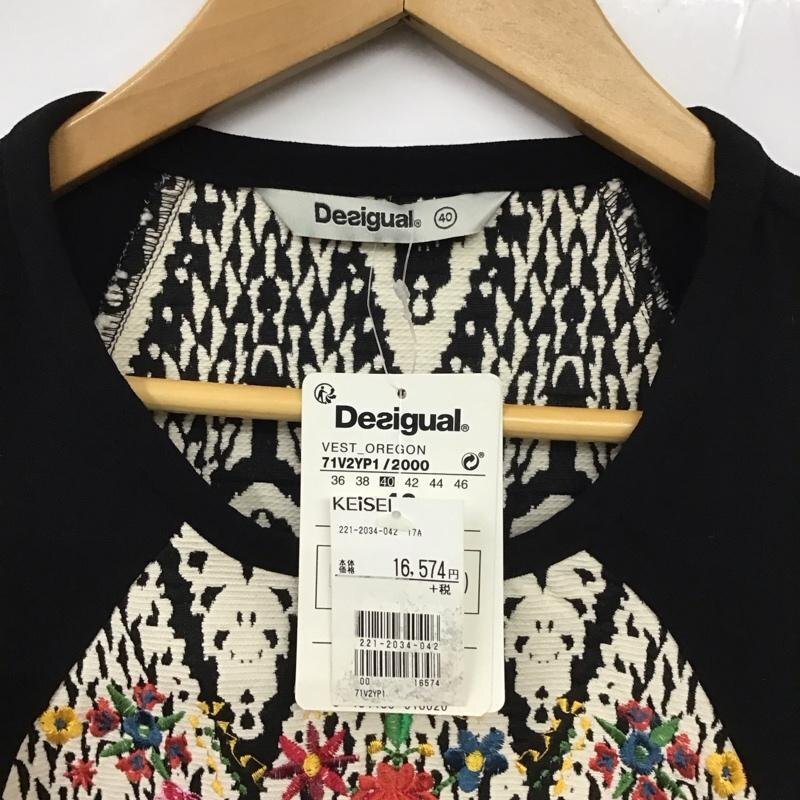 Desigual® 40
Desigual®
VEST_OREGON
71V2YP1/2000
36 38 40 42 44 46
KEiSEI
221-2034-042 17A
本体
価格 16,574円
+税
221-2034-042
00 16574
71V2YP1